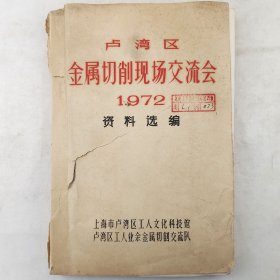 卢湾区
金属切削现场交流会
1972
资料选编
上海市卢湾区工人文化科技馆
卢湾区工人业余金属切削交流队